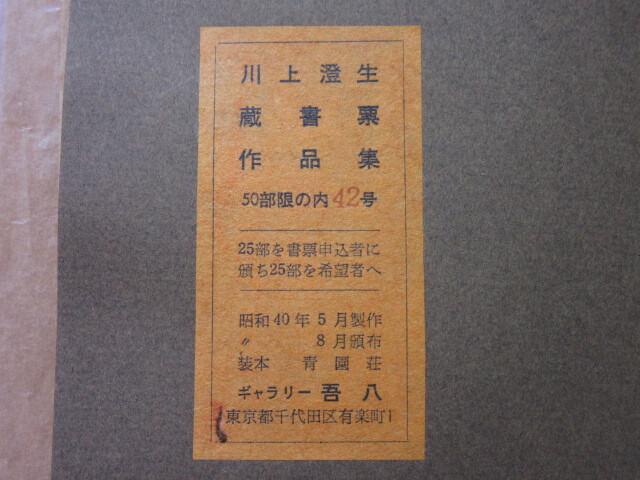 川上澄生
蔵書票
作品集
50部限の内42号
25部を書票申込者に
頒ち25部を希望者へ
昭和40年5月製作
〃 8月頒布
装本 青園荘
ギャラリー 吾八
東京都千代田区有楽町1